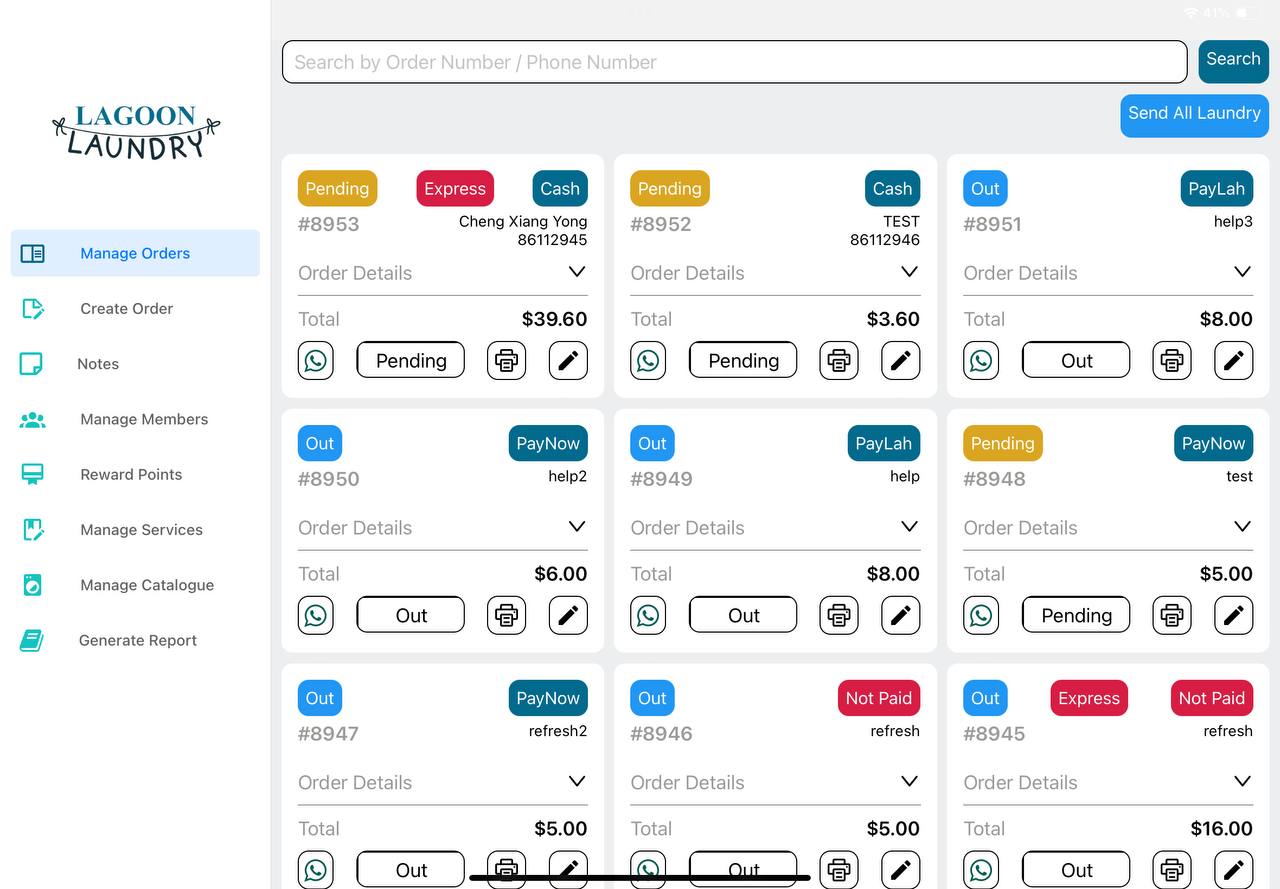 41%
Search by Order Number / Phone Number
Search
LAGOON
LAUNDRY
Send All Laundry
Manage Orders
Create Order
Notes
Manage Members
Reward Points
Manage Services
Manage Catalogue
Generate Report
Pending Express Cash
#8953 Cheng Xiang Yong
86112945
Order Details
Total $39.60
Pending
Pending Cash
#8952 TEST
86112946
Order Details
Total $3.60
Pending
Out PayLah
#8951 help3
Order Details
Total $8.00
Out
Out PayNow
#8950 help2
Order Details
Total $6.00
Out
Out PayLah
#8949 help
Order Details
Total $8.00
Out
Pending PayNow
#8948 test
Order Details
Total $5.00
Pending
Out PayNow
#8947 refresh2
Order Details
Total $5.00
Out
Out Not Paid
#8946 refresh
Order Details
Total $5.00
Out
Out Express Not Paid
#8945 refresh
Order Details
Total $16.00
Out